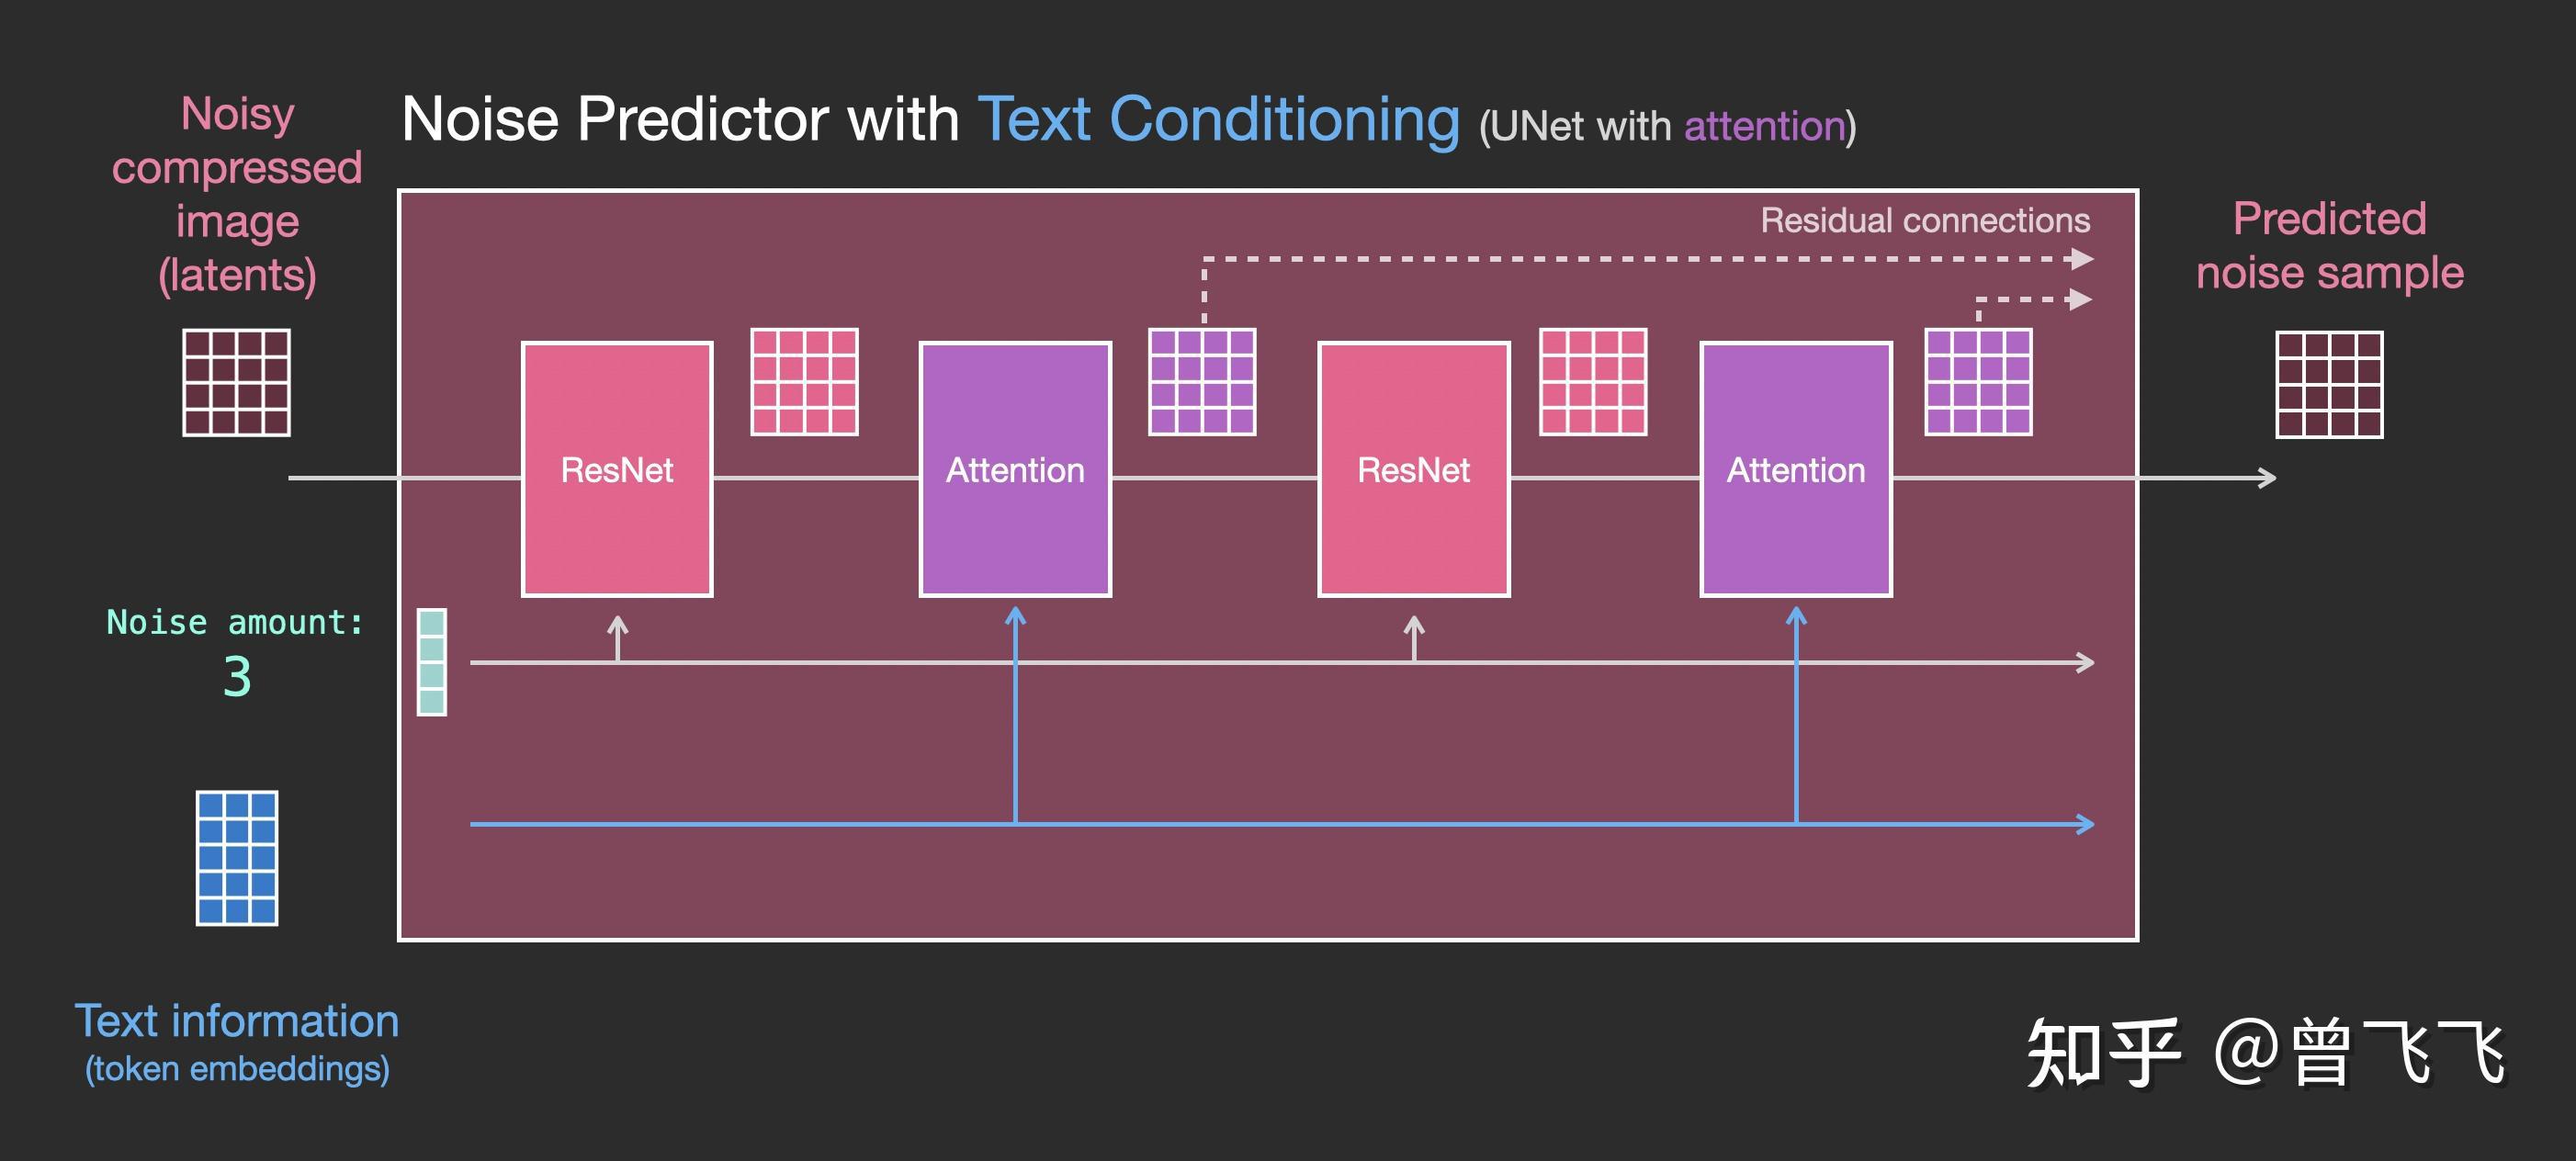 Noise Predictor with Text Conditioning (UNet with attention)
Noisy
compressed
image
(latents)
Residual connections
Predicted
noise sample
ResNet
Attention
ResNet
Attention
Noise amount:
3
Text information
(token embeddings)
知乎 @曾飞飞